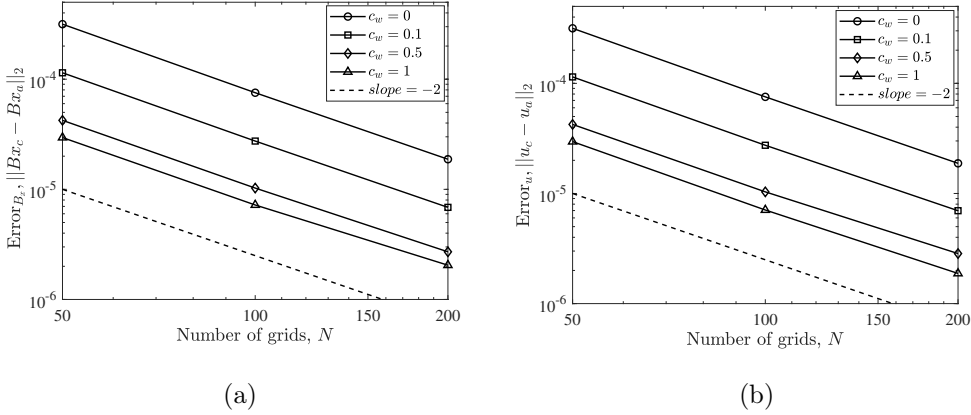 c_w = 0
c_w = 0.1
c_w = 0.5
c_w = 1
slope = −2
10^-4
10^-5
10^-6
Error_{B_x}, ||Bx_c − Bx_a||_2
50 100 150 200
Number of grids, N
(a)
c_w = 0
c_w = 0.1
c_w = 0.5
c_w = 1
slope = −2
10^-4
10^-5
10^-6
Error_u, ||u_c − u_a||_2
50 100 150 200
Number of grids, N
(b)